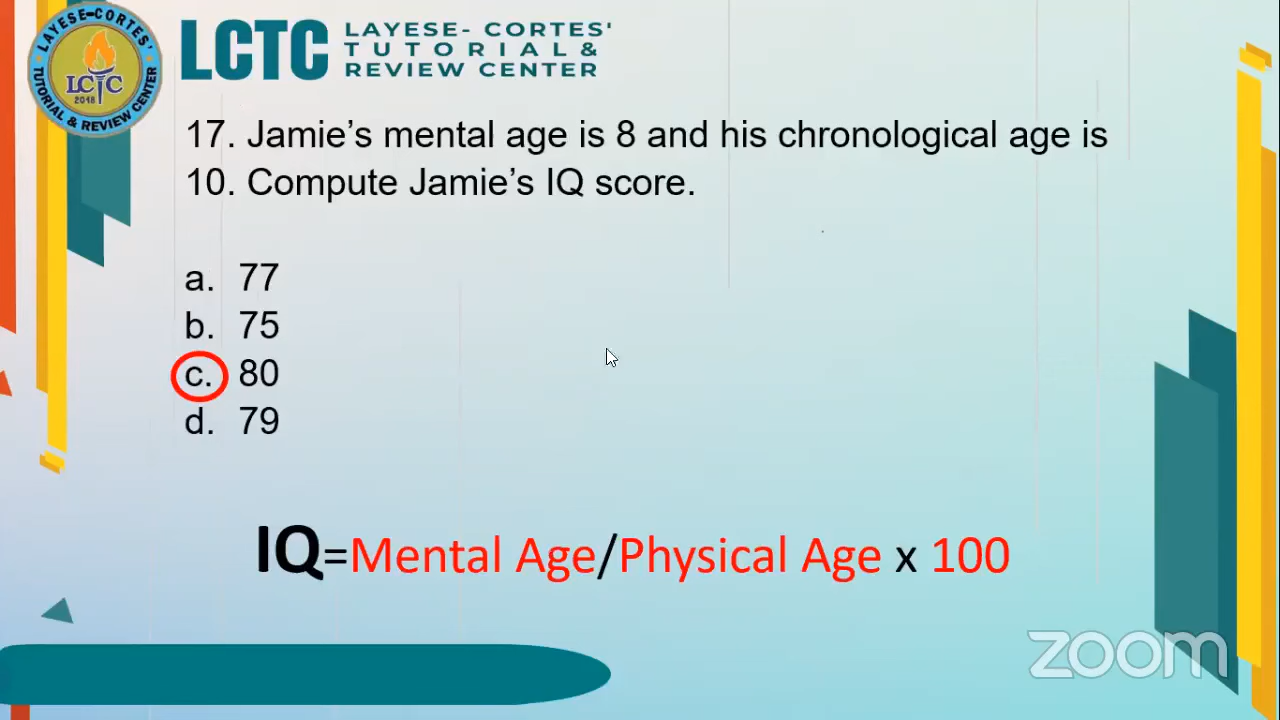 LAYESE-CORTES'
LCTC
2018
TUTORIAL & REVIEW CENTER
LCTC
LAYESE- CORTES'
TUTORIAL &
REVIEW CENTER
17. Jamie’s mental age is 8 and his chronological age is
10. Compute Jamie’s IQ score.
a. 77
b. 75
c. 80
d. 79
IQ=Mental Age/Physical Age x 100
zoom